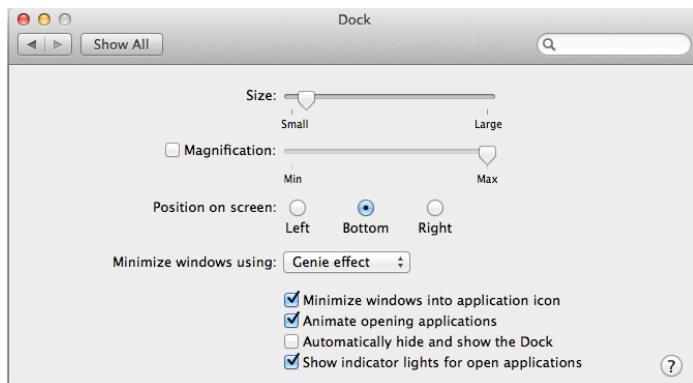 Dock
Show All
Size:
Small Large
Magnification:
Min Max
Position on screen:
Left Bottom Right
Minimize windows using: Genie effect
Minimize windows into application icon
Animate opening applications
Automatically hide and show the Dock
Show indicator lights for open applications
?